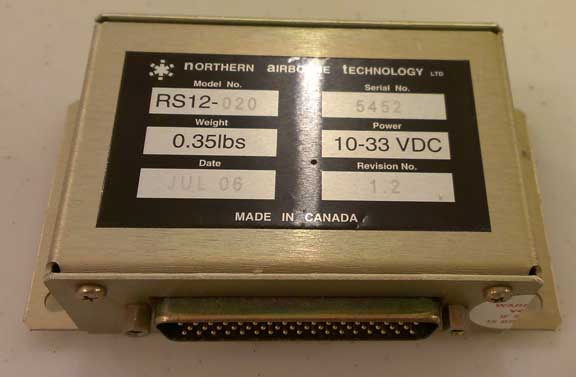 nORTHERN aIRBORNE tECHNOLOGY LTD
Model No. Serial No.
RS12-020 5452
Weight Power
0.35lbs 10-33 VDC
Date Revision No.
JUL 06 1.2
MADE IN CANADA